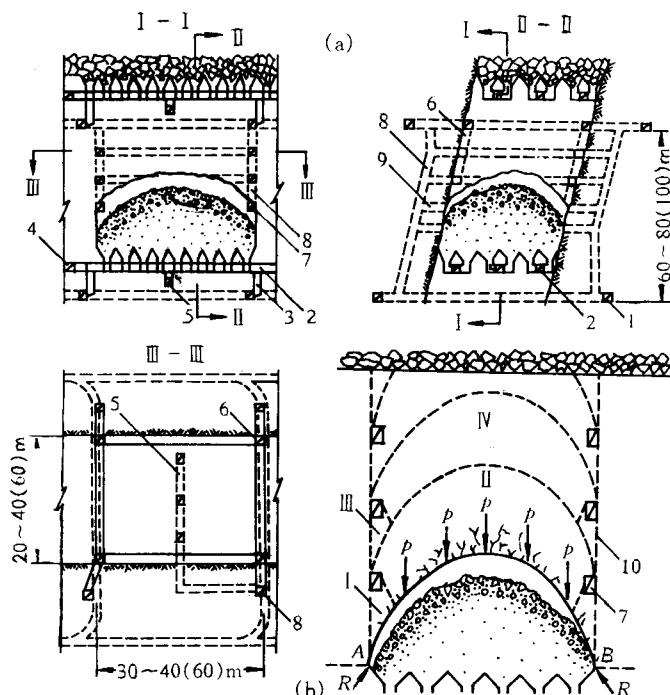 I - I
II
(a)
I
II - II
6
8
9
III
III
8
7
4
2
3
5
II
I
2
1
60~80(100)m
III - III
5
6
20~40(60)m
8
30~40(60)m
IV
II
III
P
P
P
P
P
I
10
7
A
B
R
R
(b)